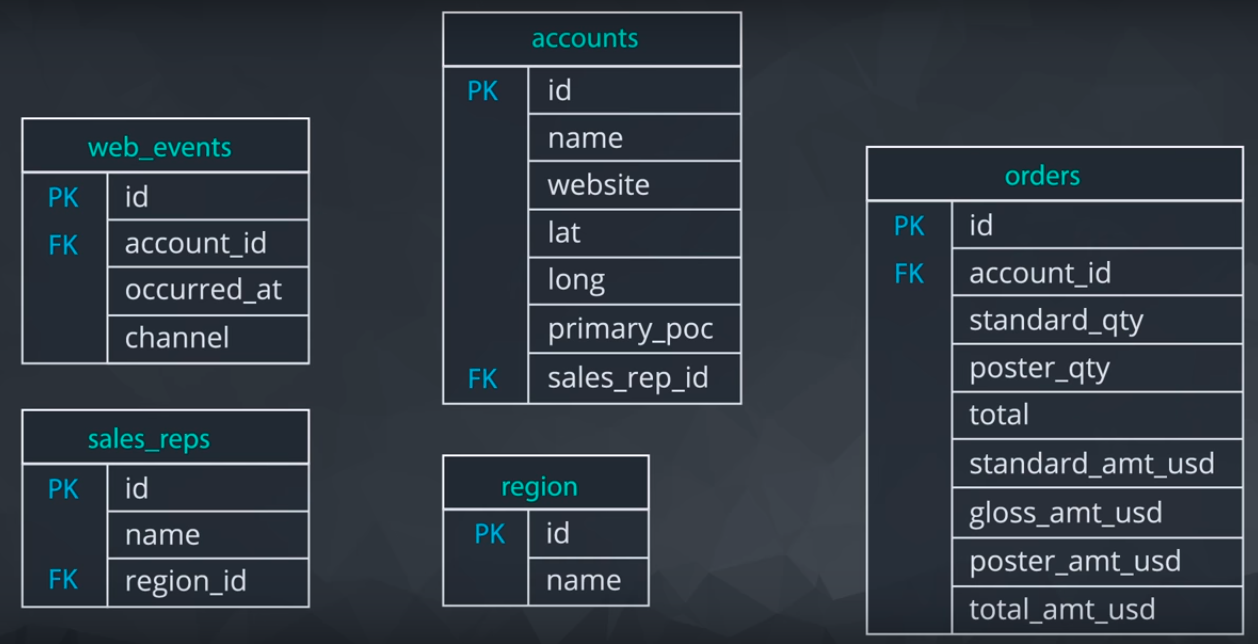 web_events
PK id
FK account_id
occurred_at
channel
sales_reps
PK id
name
FK region_id
accounts
PK id
name
website
lat
long
primary_poc
FK sales_rep_id
region
PK id
name
orders
PK id
FK account_id
standard_qty
poster_qty
total
standard_amt_usd
gloss_amt_usd
poster_amt_usd
total_amt_usd